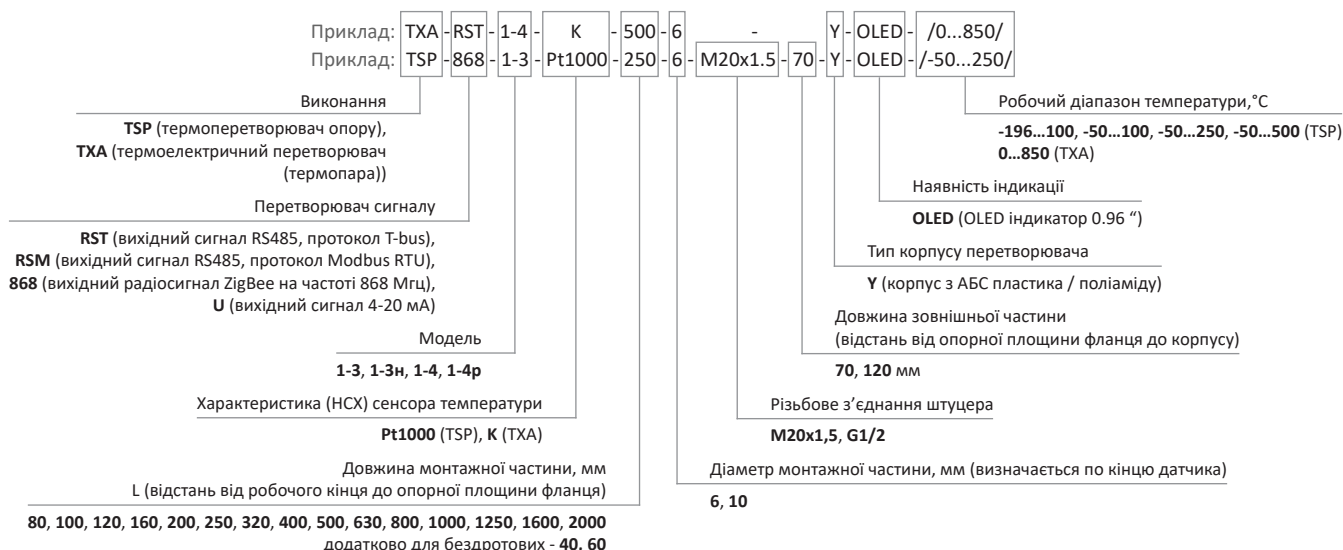 Приклад: TXA - RST - 1-4 - K - 500 - 6 - Y - OLED - /0...850/
Приклад: TSP - 868 - 1-3 - Pt1000 - 250 - 6 - M20x1.5 - 70 - Y - OLED - /-50...250/
Виконання
TSP (термоперетворювач опору),
TXA (термоелектричний перетворювач
(термопара))
Перетворювач сигналу
RST (вихідний сигнал RS485, протокол T-bus),
RSM (вихідний сигнал RS485, протокол Modbus RTU),
868 (вихідний радіосигнал ZigBee на частоті 868 Мгц),
U (вихідний сигнал 4-20 мА)
Модель
1-3, 1-3н, 1-4, 1-4р
Характеристика (НСХ) сенсора температури
Pt1000 (TSP), K (TXA)
Довжина монтажної частини, мм
L (відстань від робочого кінця до опорної площини фланця)
80, 100, 120, 160, 200, 250, 320, 400, 500, 630, 800, 1000, 1250, 1600, 2000
додатково для бездротових - 40, 60
Робочий діапазон температури,°C
-196...100, -50...100, -50...250, -50...500 (TSP)
0...850 (TXA)
Наявність індикації
OLED (OLED індикатор 0.96 “)
Тип корпусу перетворювача
Y (корпус з АБС пластика / поліаміду)
Довжина зовнішньої частини
(відстань від опорної площини фланця до корпусу)
70, 120 мм
Різьбове з’єднання штуцера
M20x1,5, G1/2
Діаметр монтажної частини, мм (визначається по кінцю датчика)
6, 10